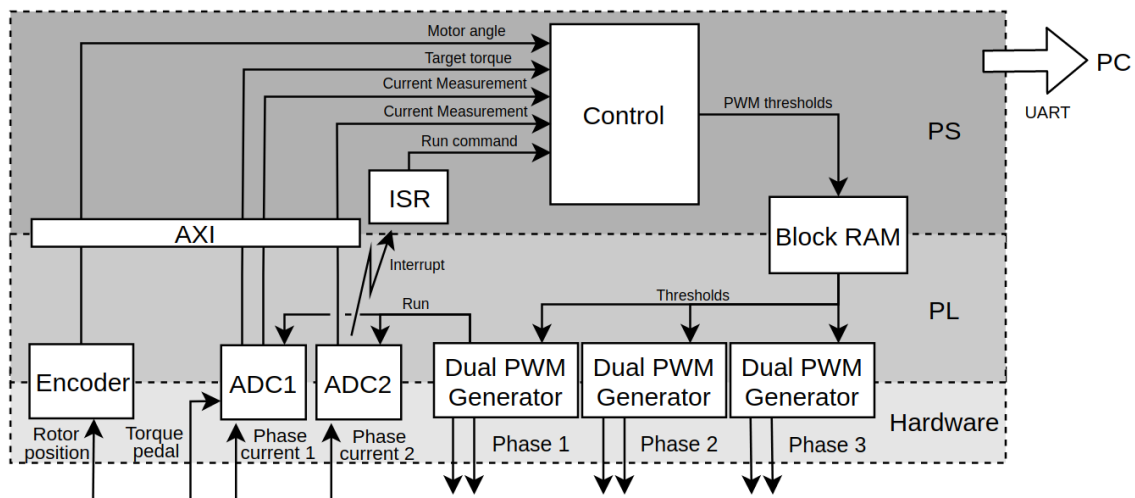 Motor angle
Target torque
Current Measurement
Current Measurement
Run command
Control
PWM thresholds
PS
PC
UART
ISR
AXI
Block RAM
Interrupt
Run
Thresholds
PL
Encoder
ADC1
ADC2
Dual PWM
Generator
Dual PWM
Generator
Dual PWM
Generator
Hardware
Rotor
position
Torque
pedal
Phase
current 1
Phase
current 2
Phase 1
Phase 2
Phase 3